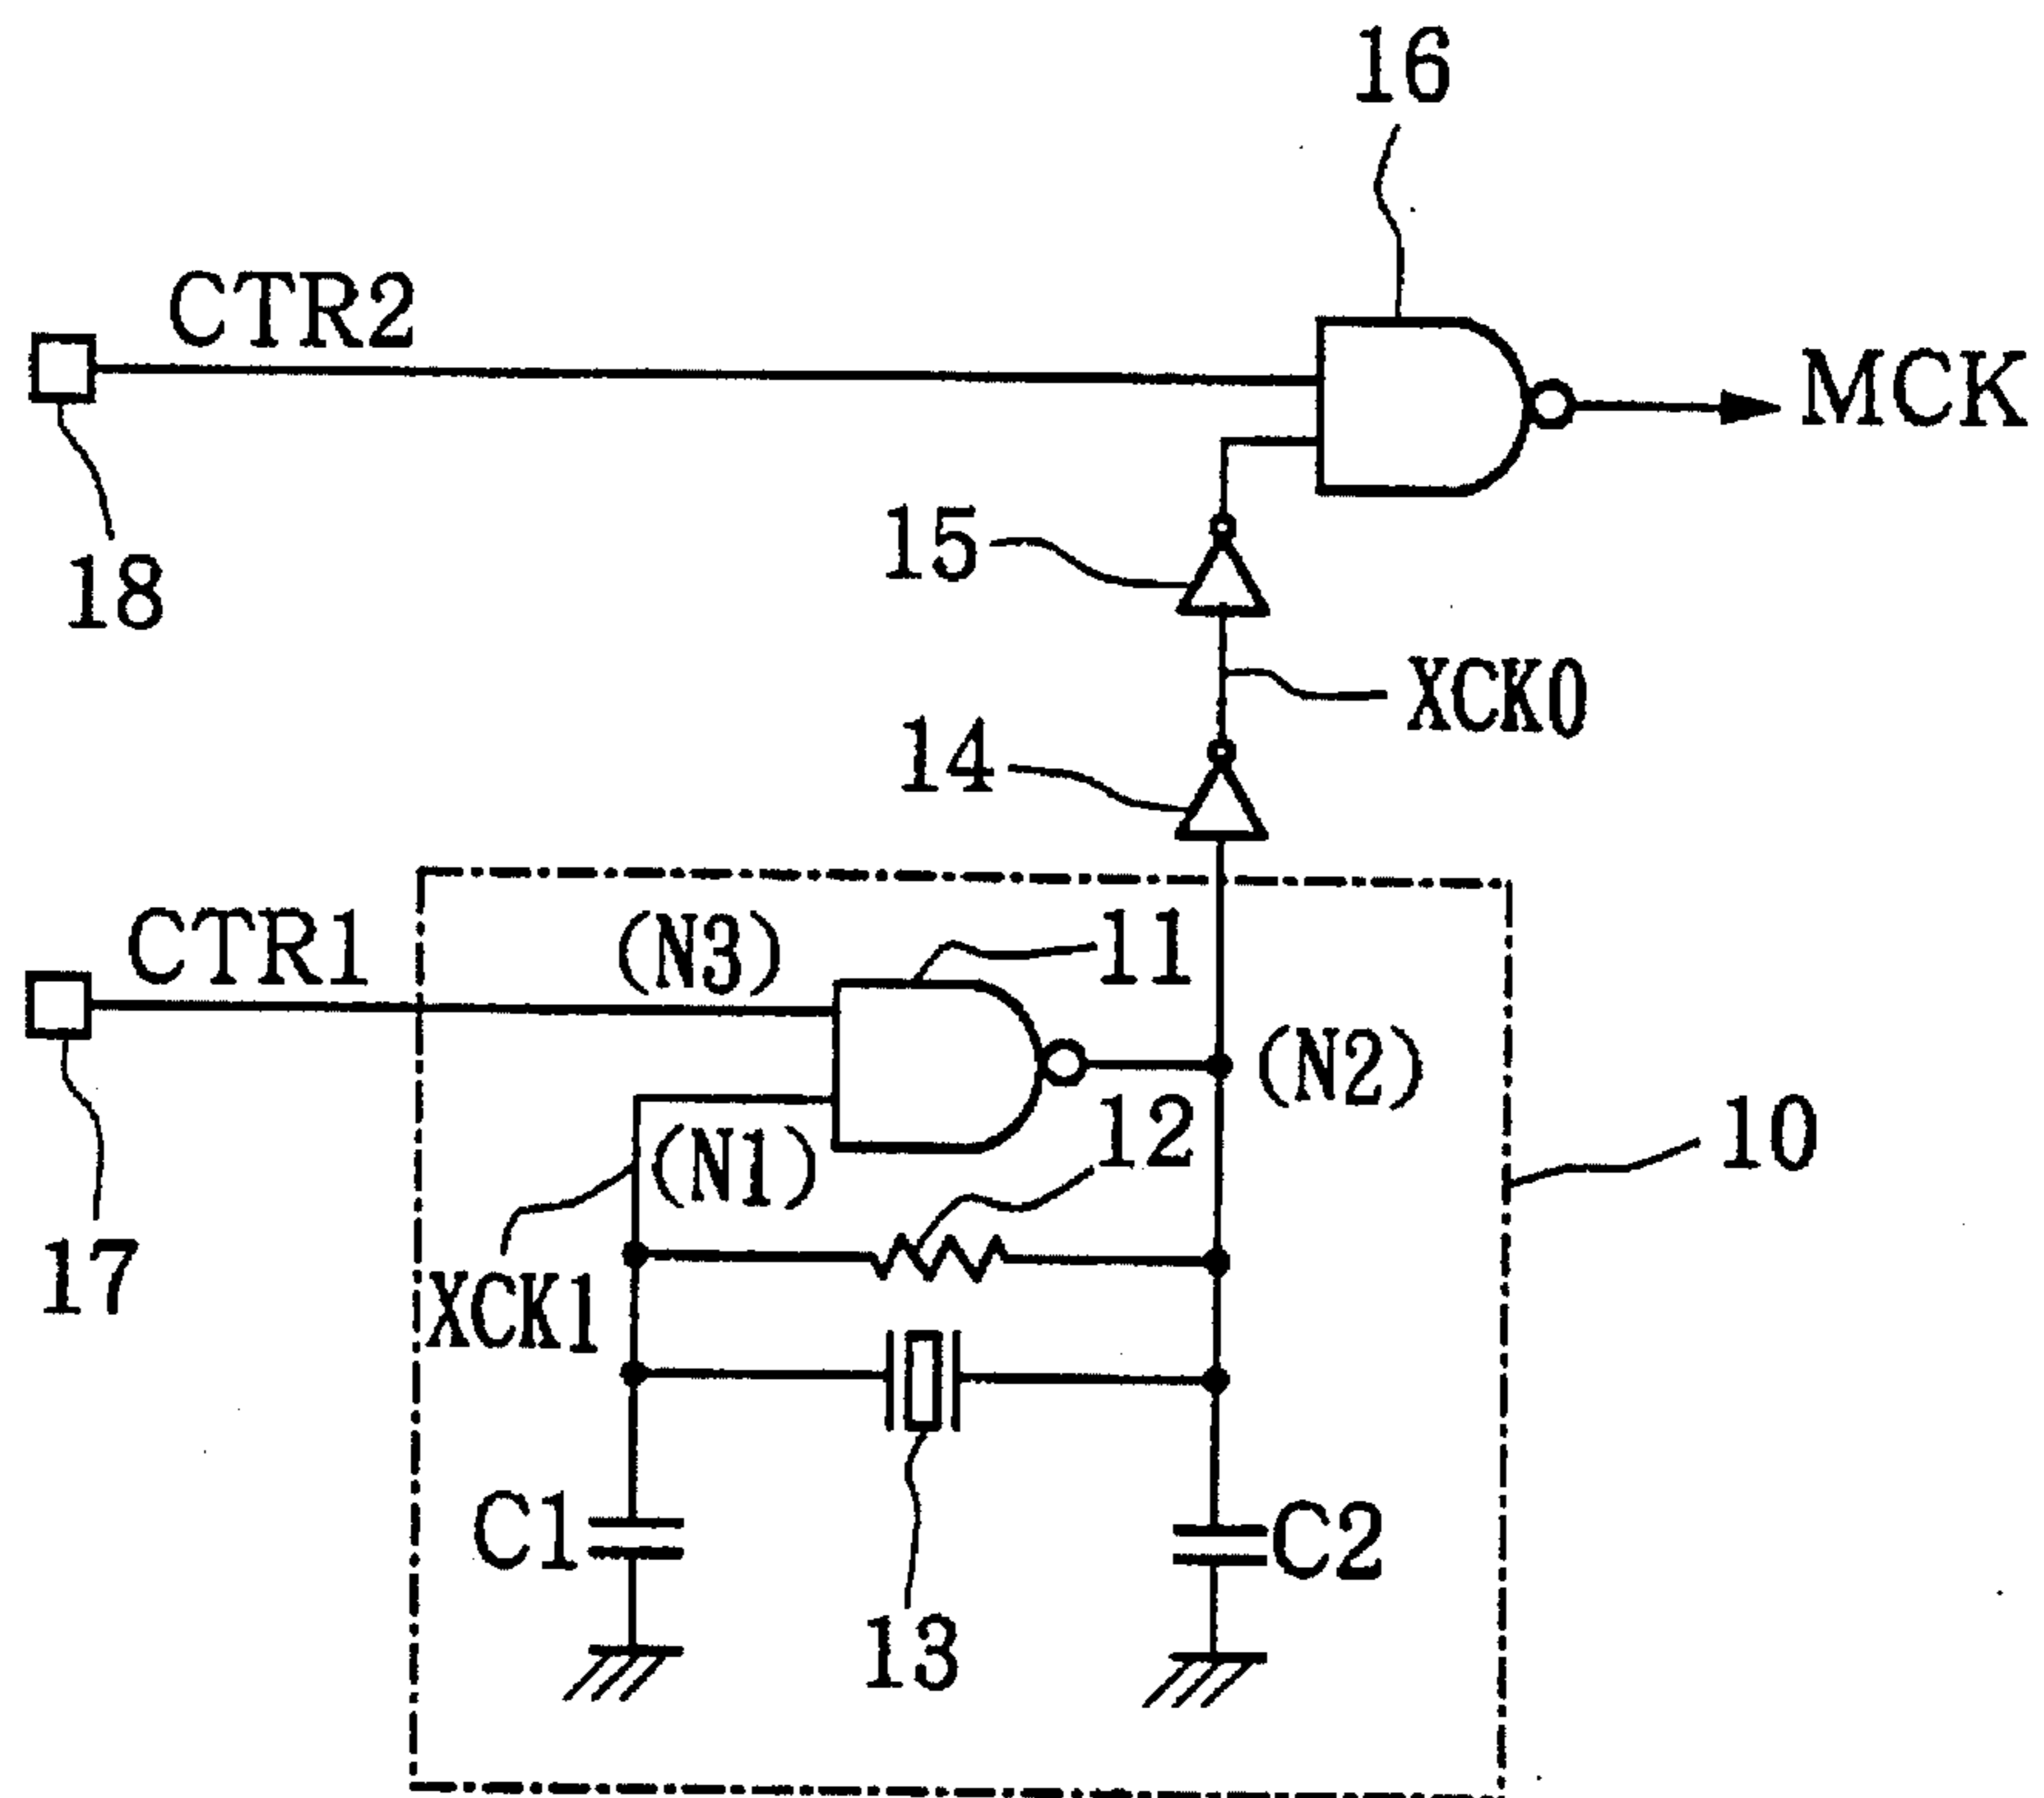 16
CTR2
MCK
18
15
XCK0
14
CTR1
(N3)
11
(N2)
12
(N1)
10
17
XCK1
C1
C2
13